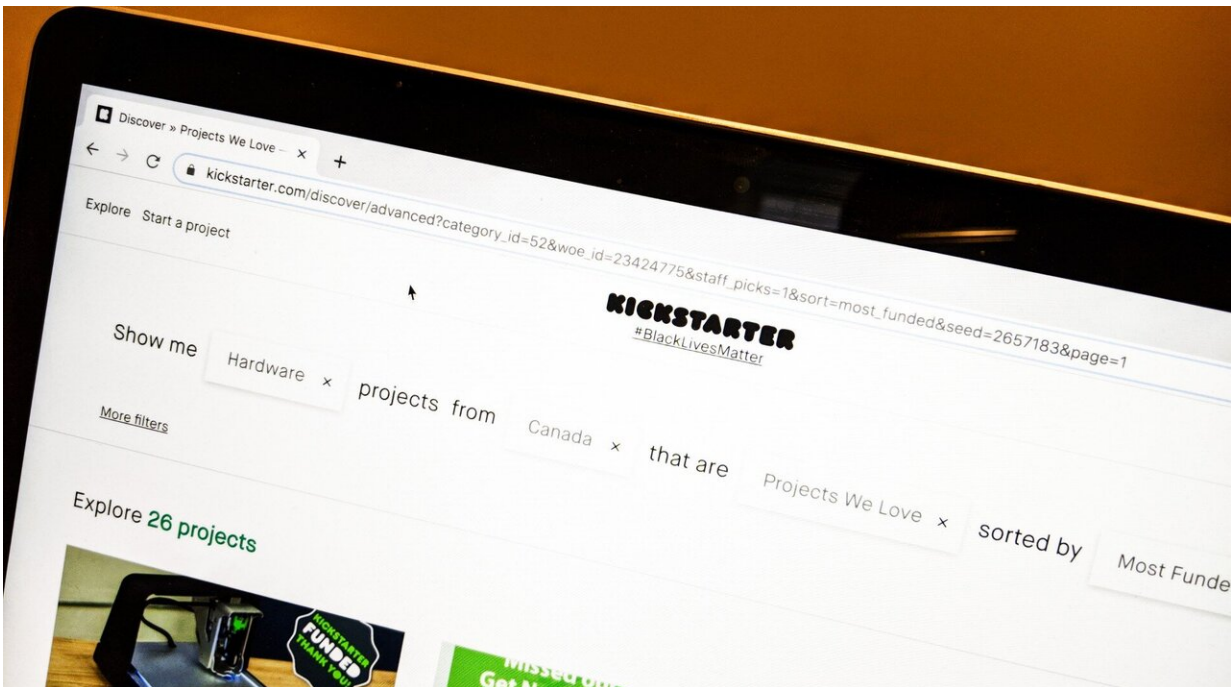 Discover » Projects We Love –
kickstarter.com/discover/advanced?category_id=52&woe_id=23424775&staff_picks=1&sort=most_funded&seed=2657183&page=1
Explore Start a project
KICKSTARTER
#BlackLivesMatter
Show me Hardware × projects from Canada × that are Projects We Love × sorted by Most Funde
More filters
Explore 26 projects
KICKSTARTER
FUNDED
THANK YOU!
Missed
Get